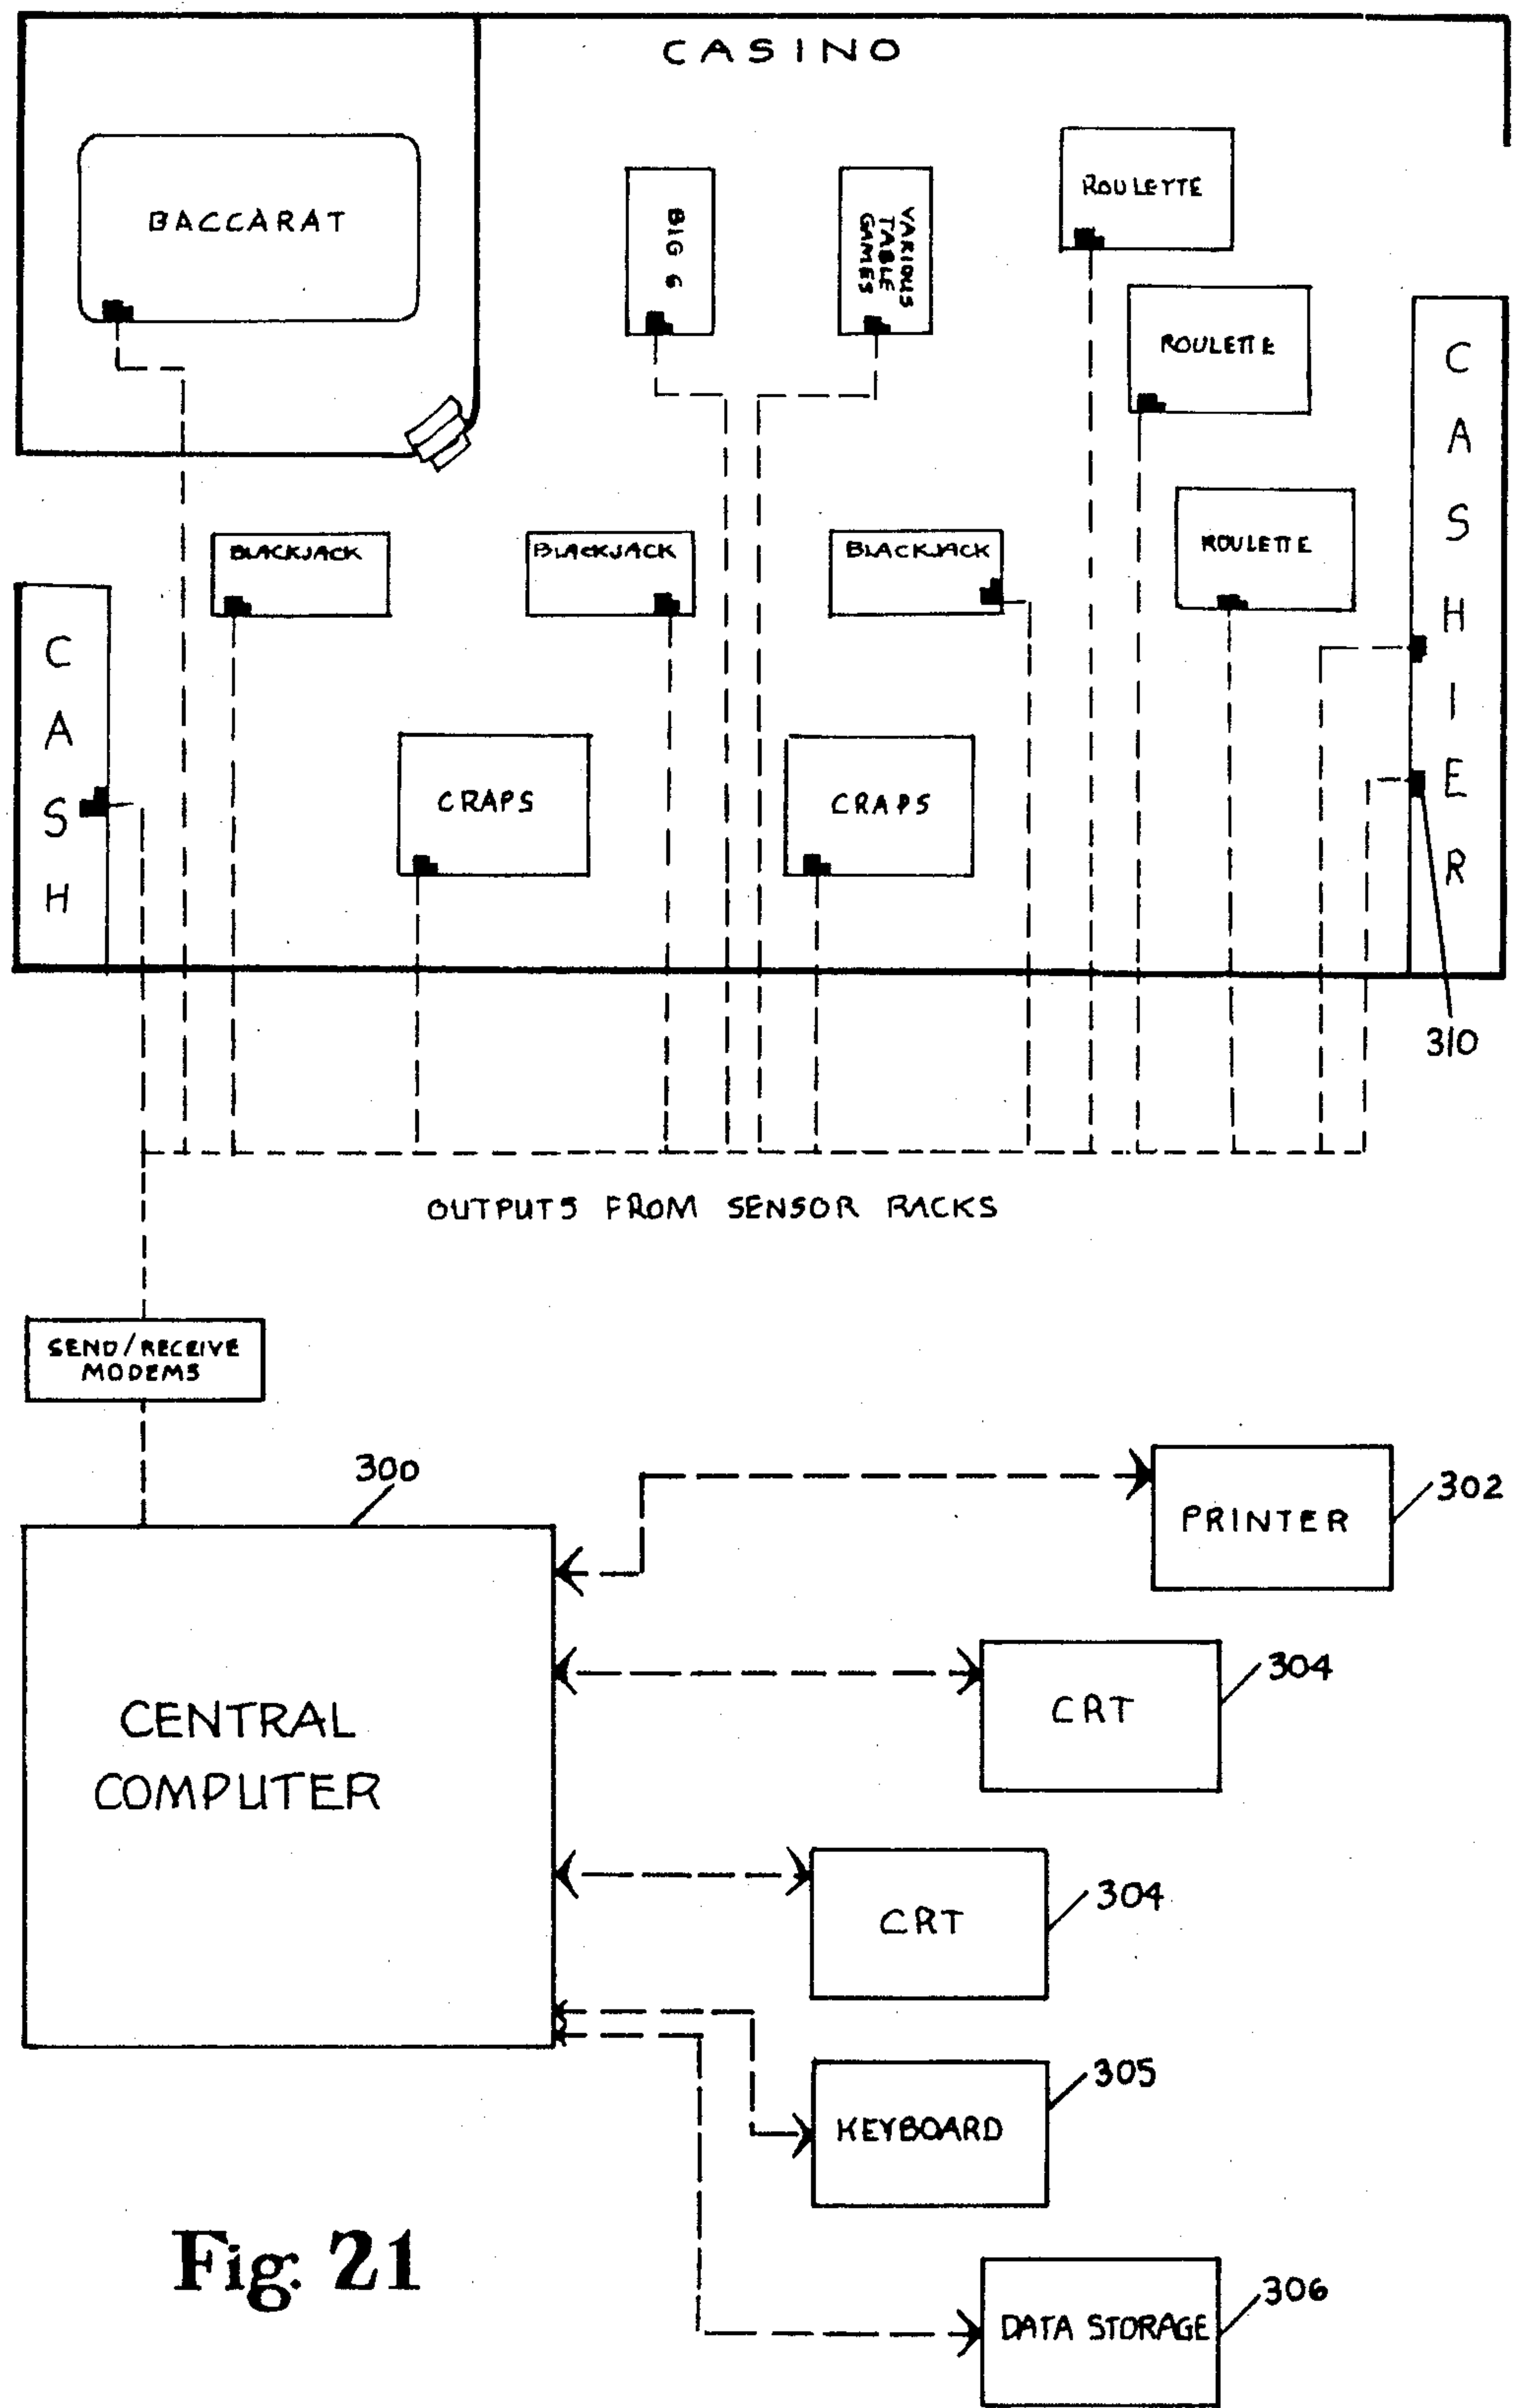 CASINO
BACCARAT
BIG 6
VARIOUS
TABLE
GAMES
ROULETTE
ROULETTE
ROULETTE
CASHIER
BLACKJACK
BLACKJACK
BLACKJACK
CASH
CRAPS
CRAPS
310
OUTPUTS FROM SENSOR RACKS
SEND/RECEIVE
MODEMS
300
PRINTER
302
CENTRAL
COMPUTER
CRT
304
CRT
304
KEYBOARD
305
DATA STORAGE
306
Fig. 21